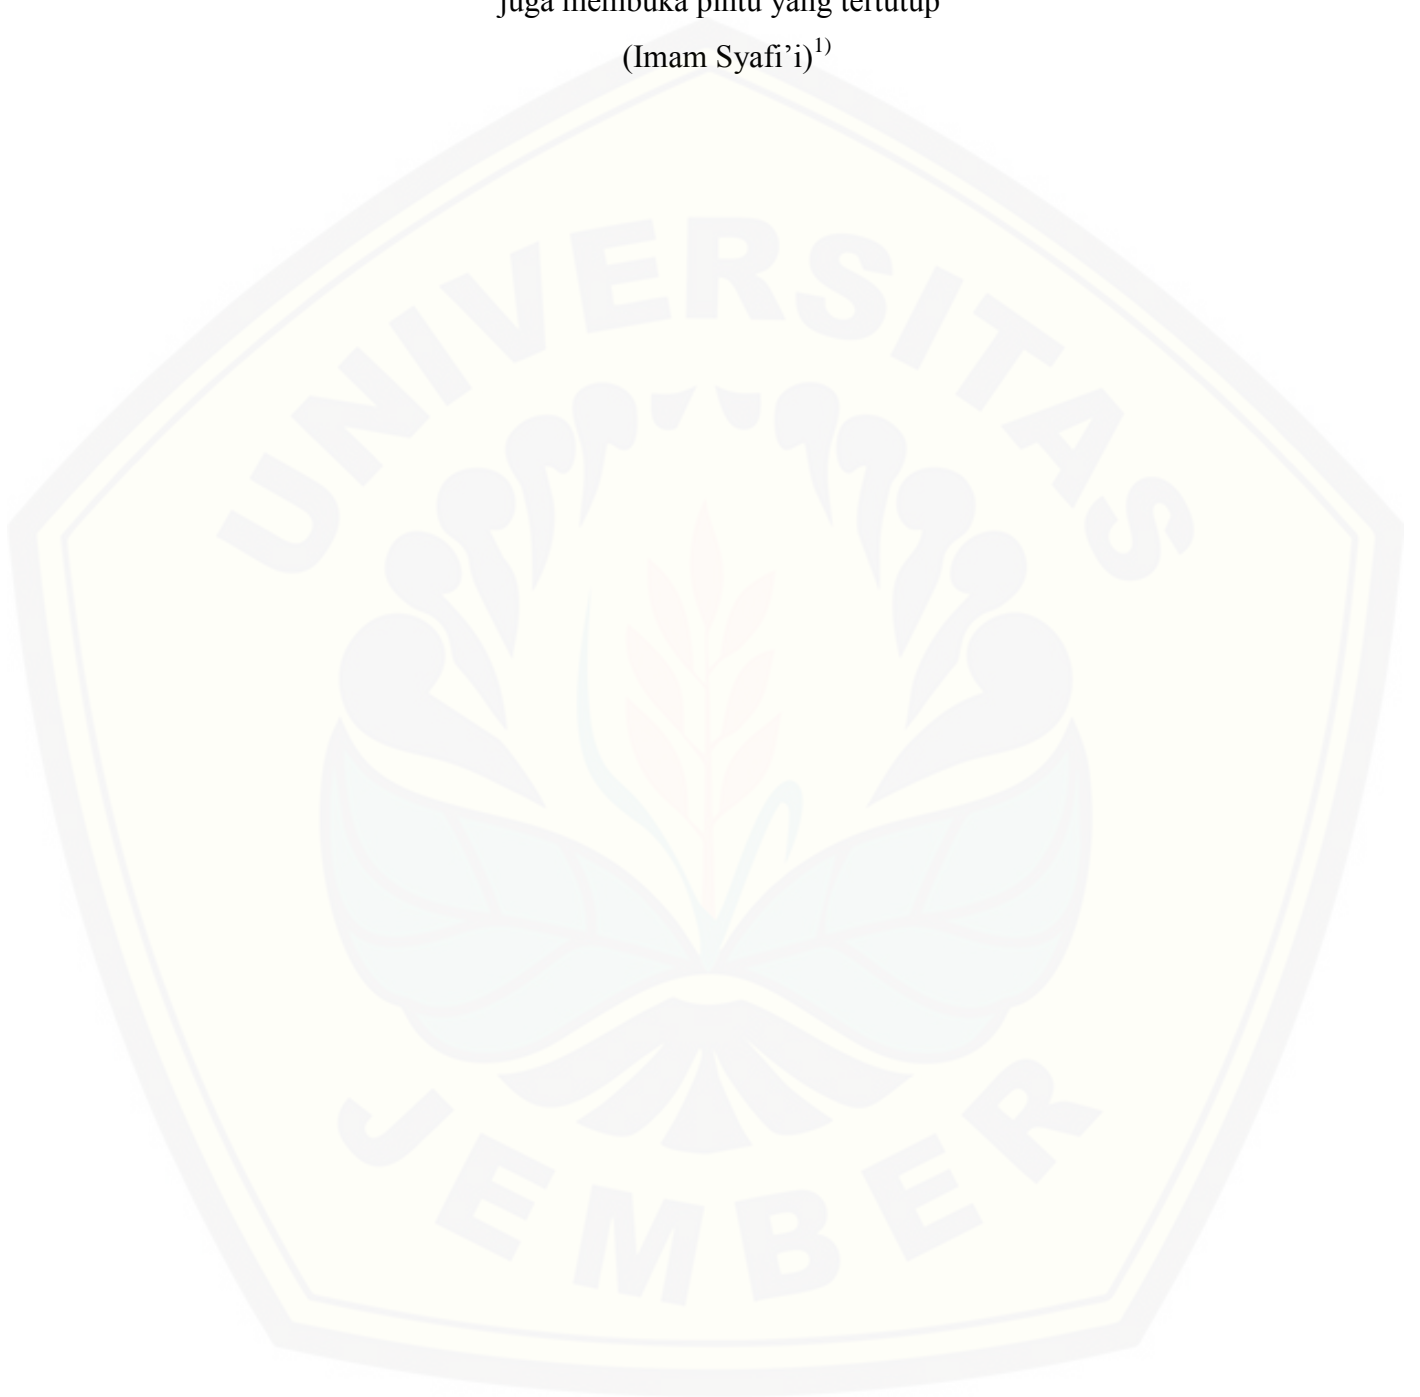 juga membuka pintu yang tertutup
(Imam Syafi’i)1)
UNIVERSITAS
JEMBER